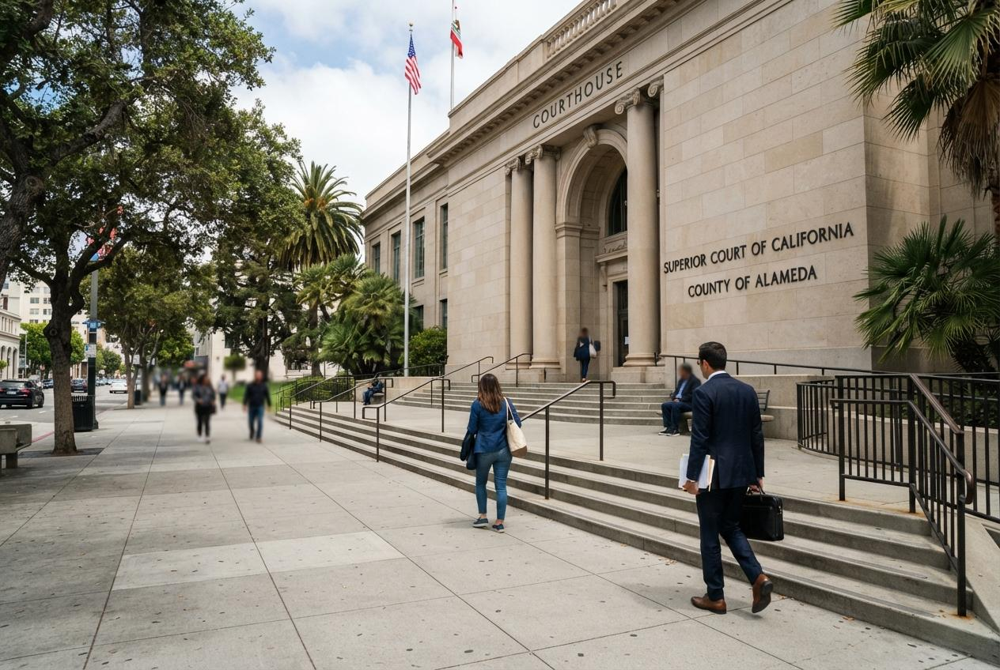 COURTHOUSE
SUPERIOR COURT OF CALIFORNIA
COUNTY OF ALAMEDA